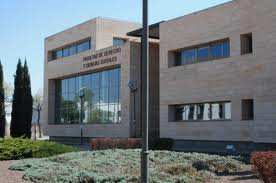 FACULTAD DE DERECHO
Y CIENCIAS SOCIALES